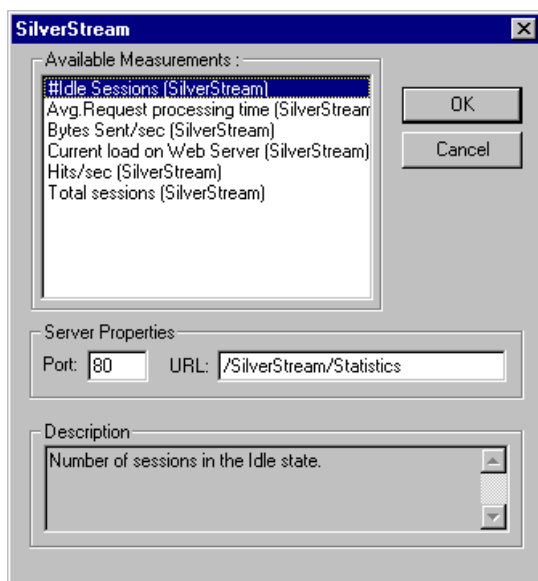 SilverStream
Available Measurements :
#Idle Sessions (SilverStream)
Avg.Request processing time (SilverStream
Bytes Sent/sec (SilverStream)
Current load on Web Server (SilverStream)
Hits/sec (SilverStream)
Total sessions (SilverStream)
OK
Cancel
Server Properties
Port: 80 URL: /SilverStream/Statistics
Description
Number of sessions in the Idle state.